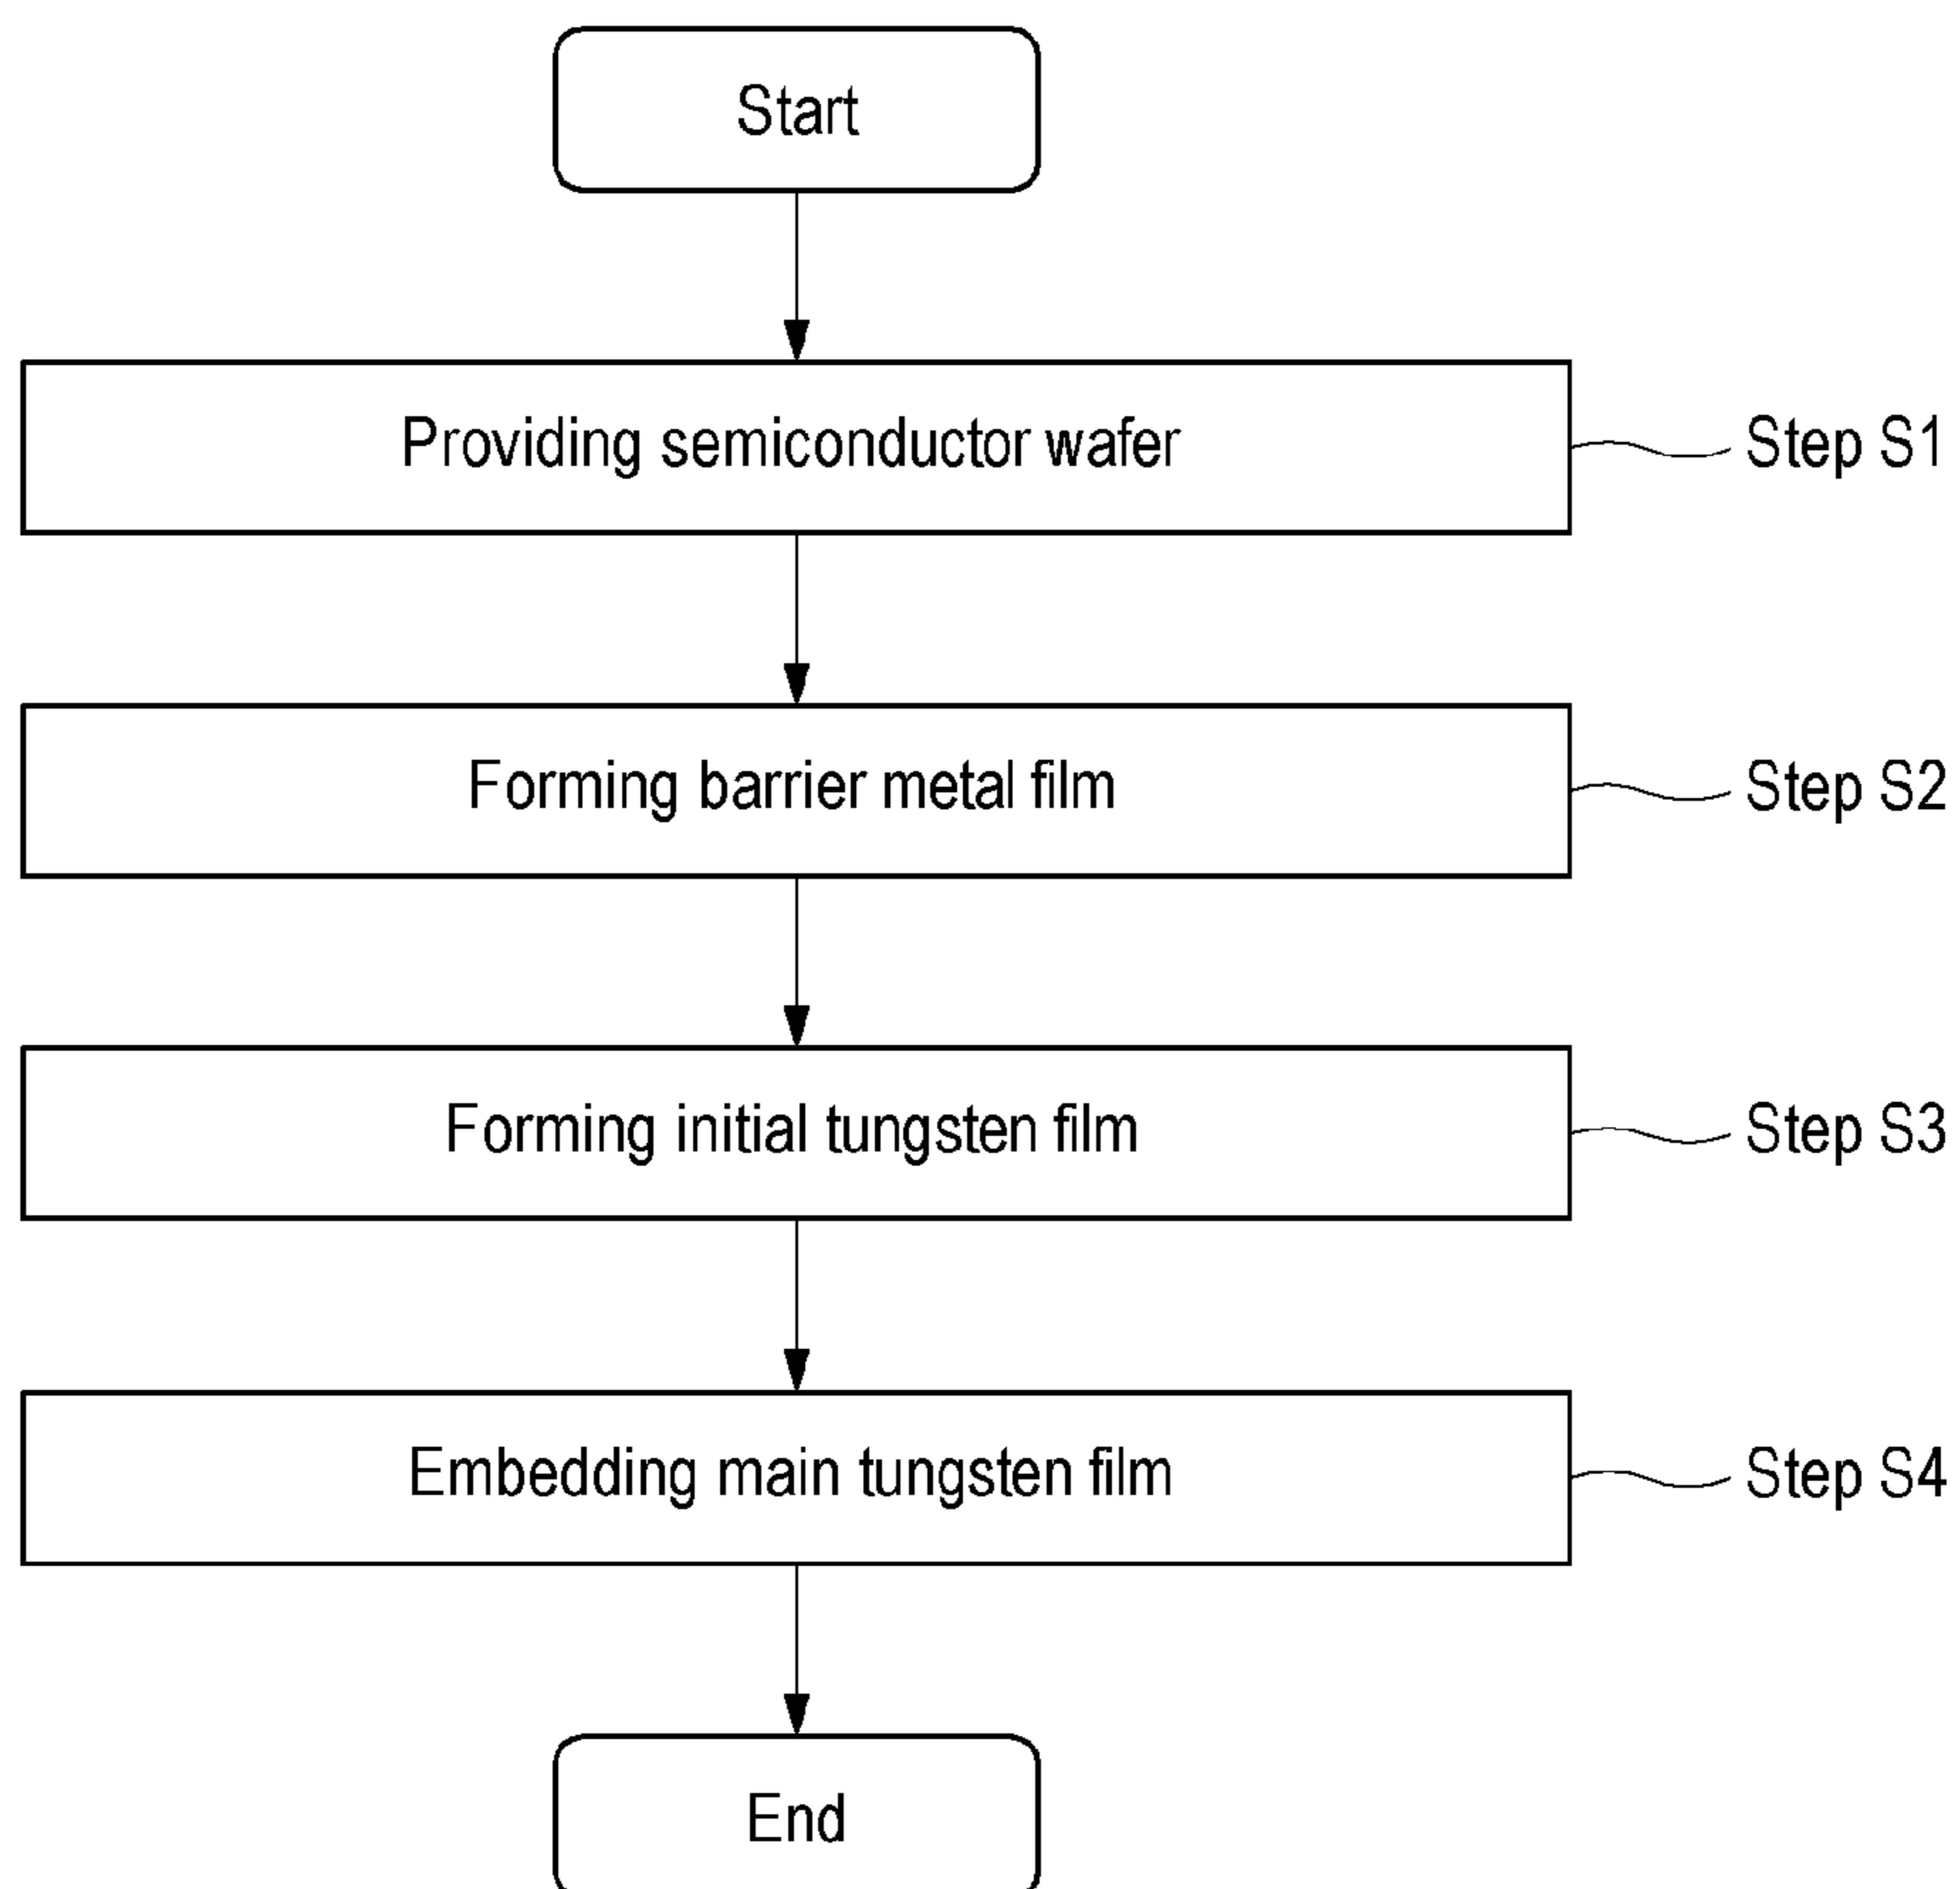 Start
Providing semiconductor wafer
Step S1
Forming barrier metal film
Step S2
Forming initial tungsten film
Step S3
Embedding main tungsten film
Step S4
End